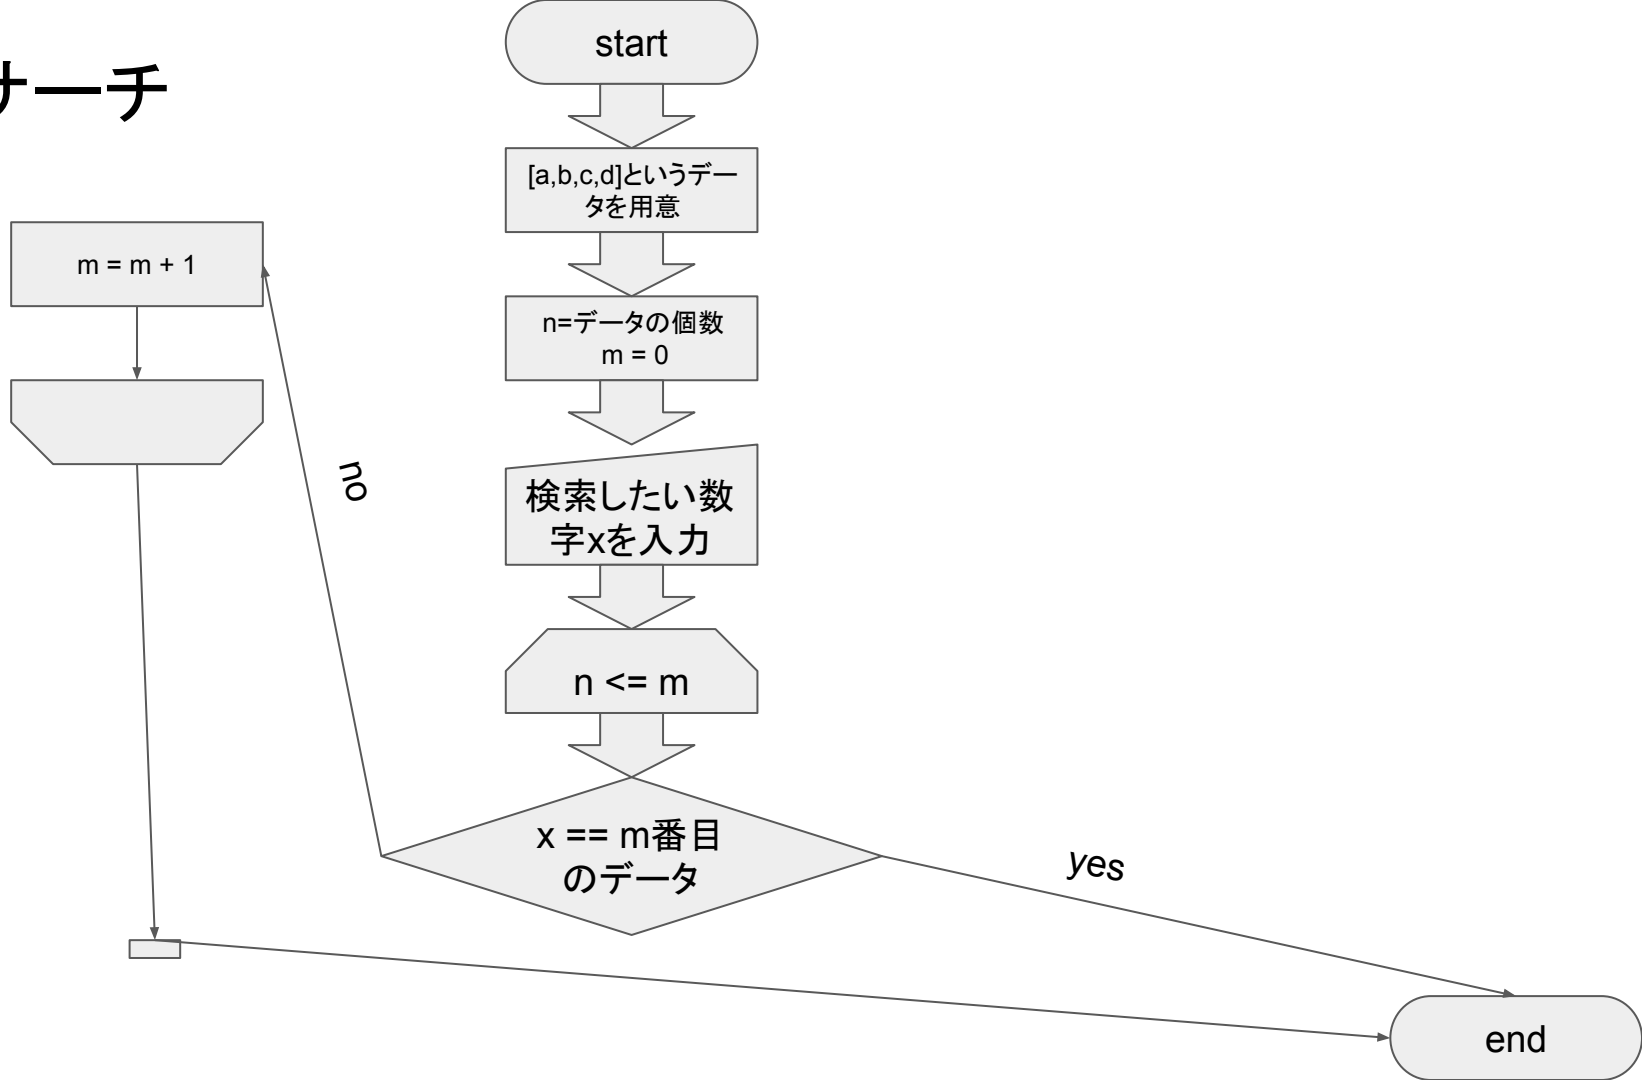 サーチ
start
[a,b,c,d]というデー
タを用意
n=データの個数
m = 0
検索したい数
字xを入力
n <= m
x == m番目
のデータ
yes
no
m = m + 1
end